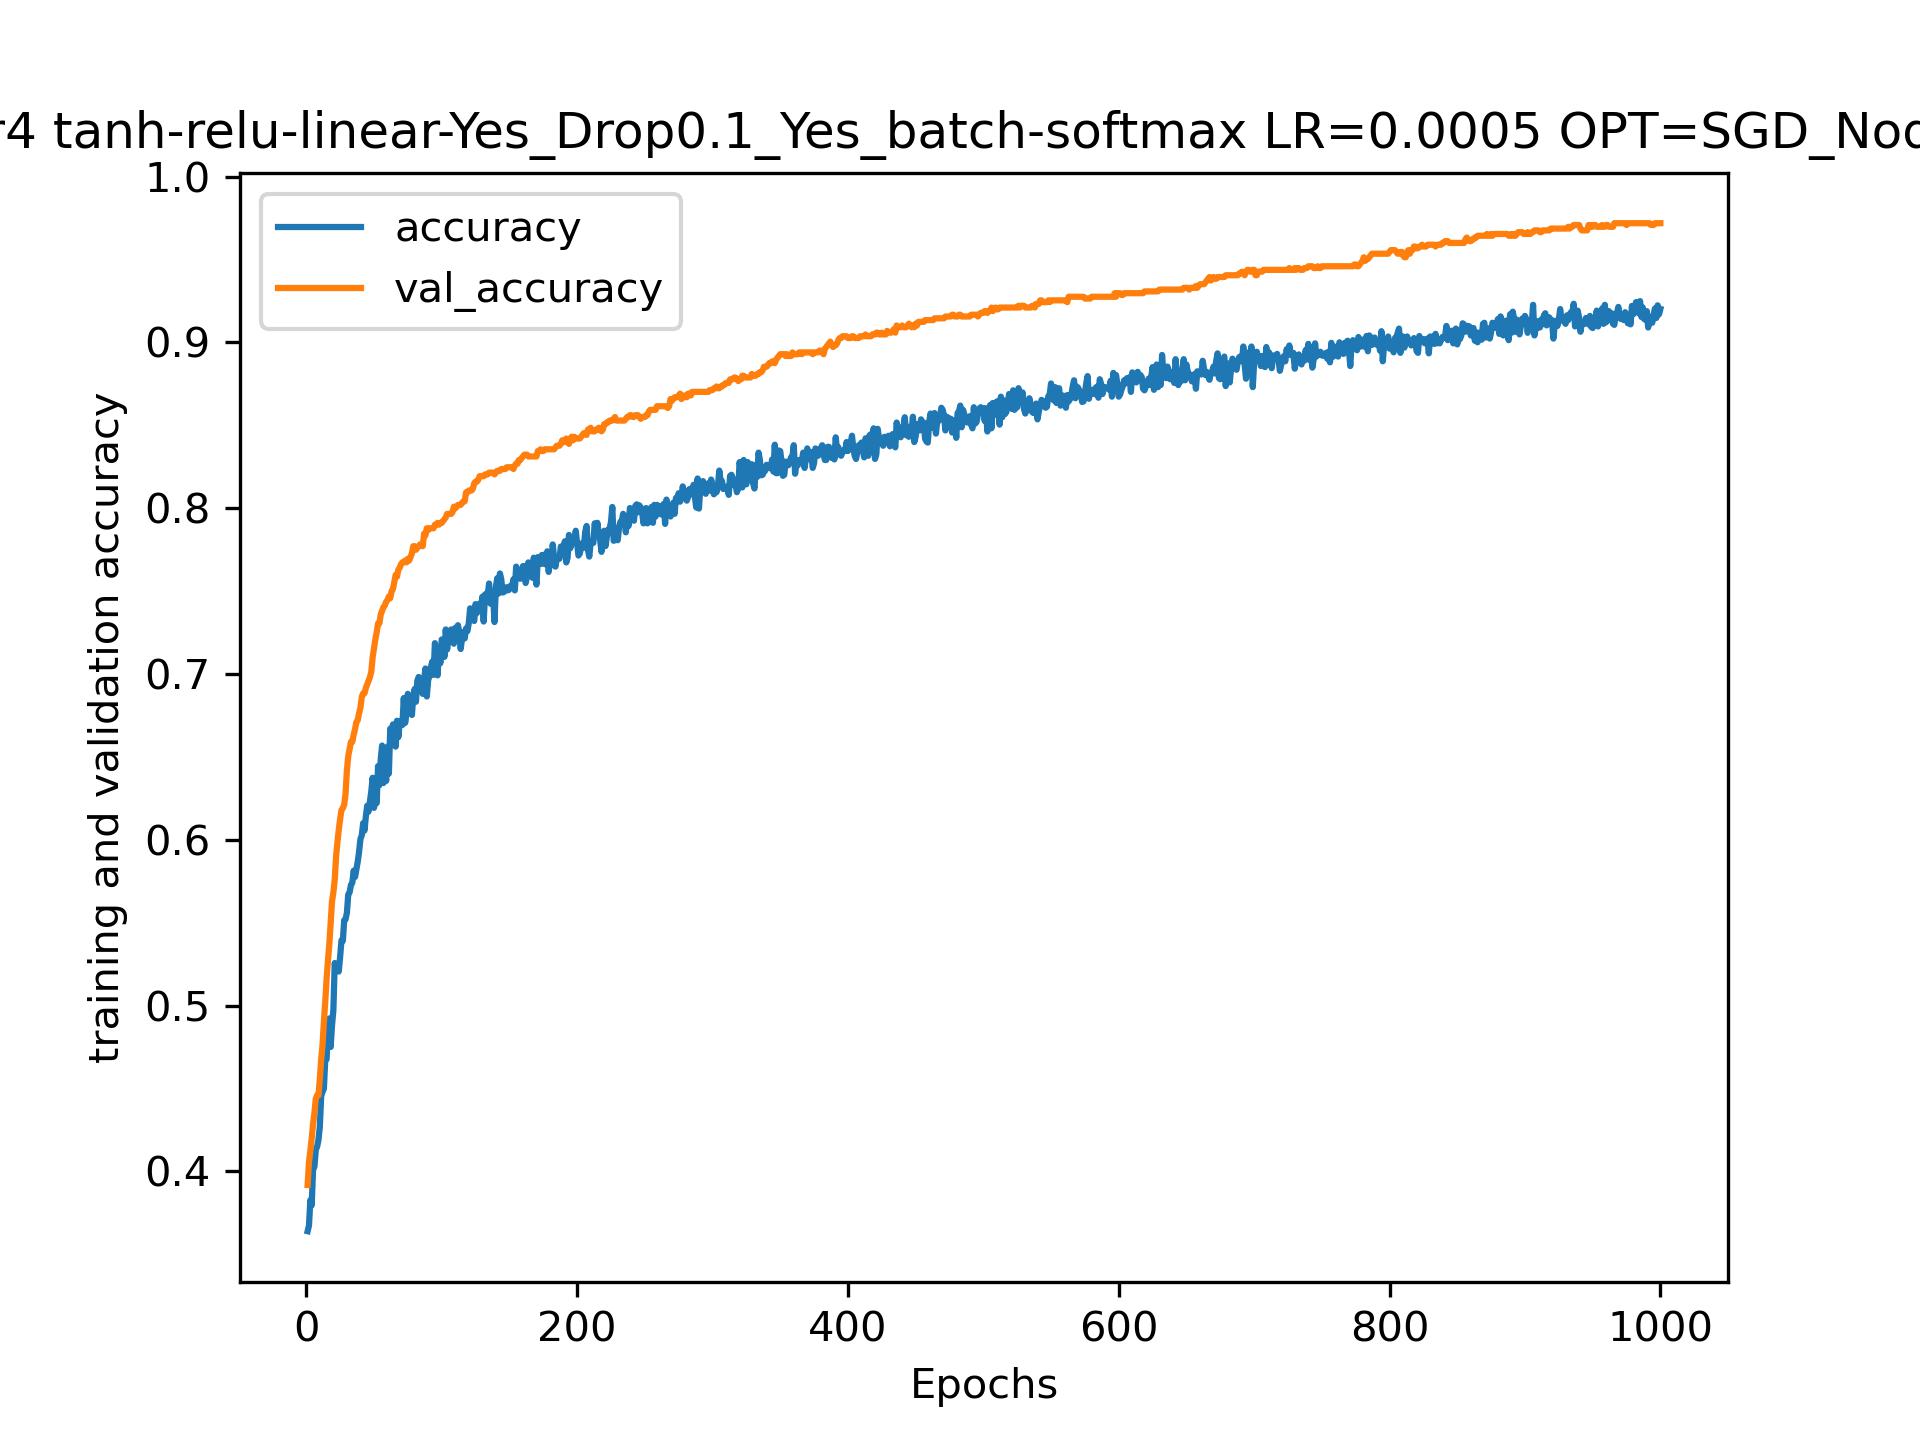 r4 tanh-relu-linear-Yes_Drop0.1_Yes_batch-softmax LR=0.0005 OPT=SGD_Nod
accuracy
val_accuracy
training and validation accuracy
1.0
0.9
0.8
0.7
0.6
0.5
0.4
0
200
400
600
800
1000
Epochs